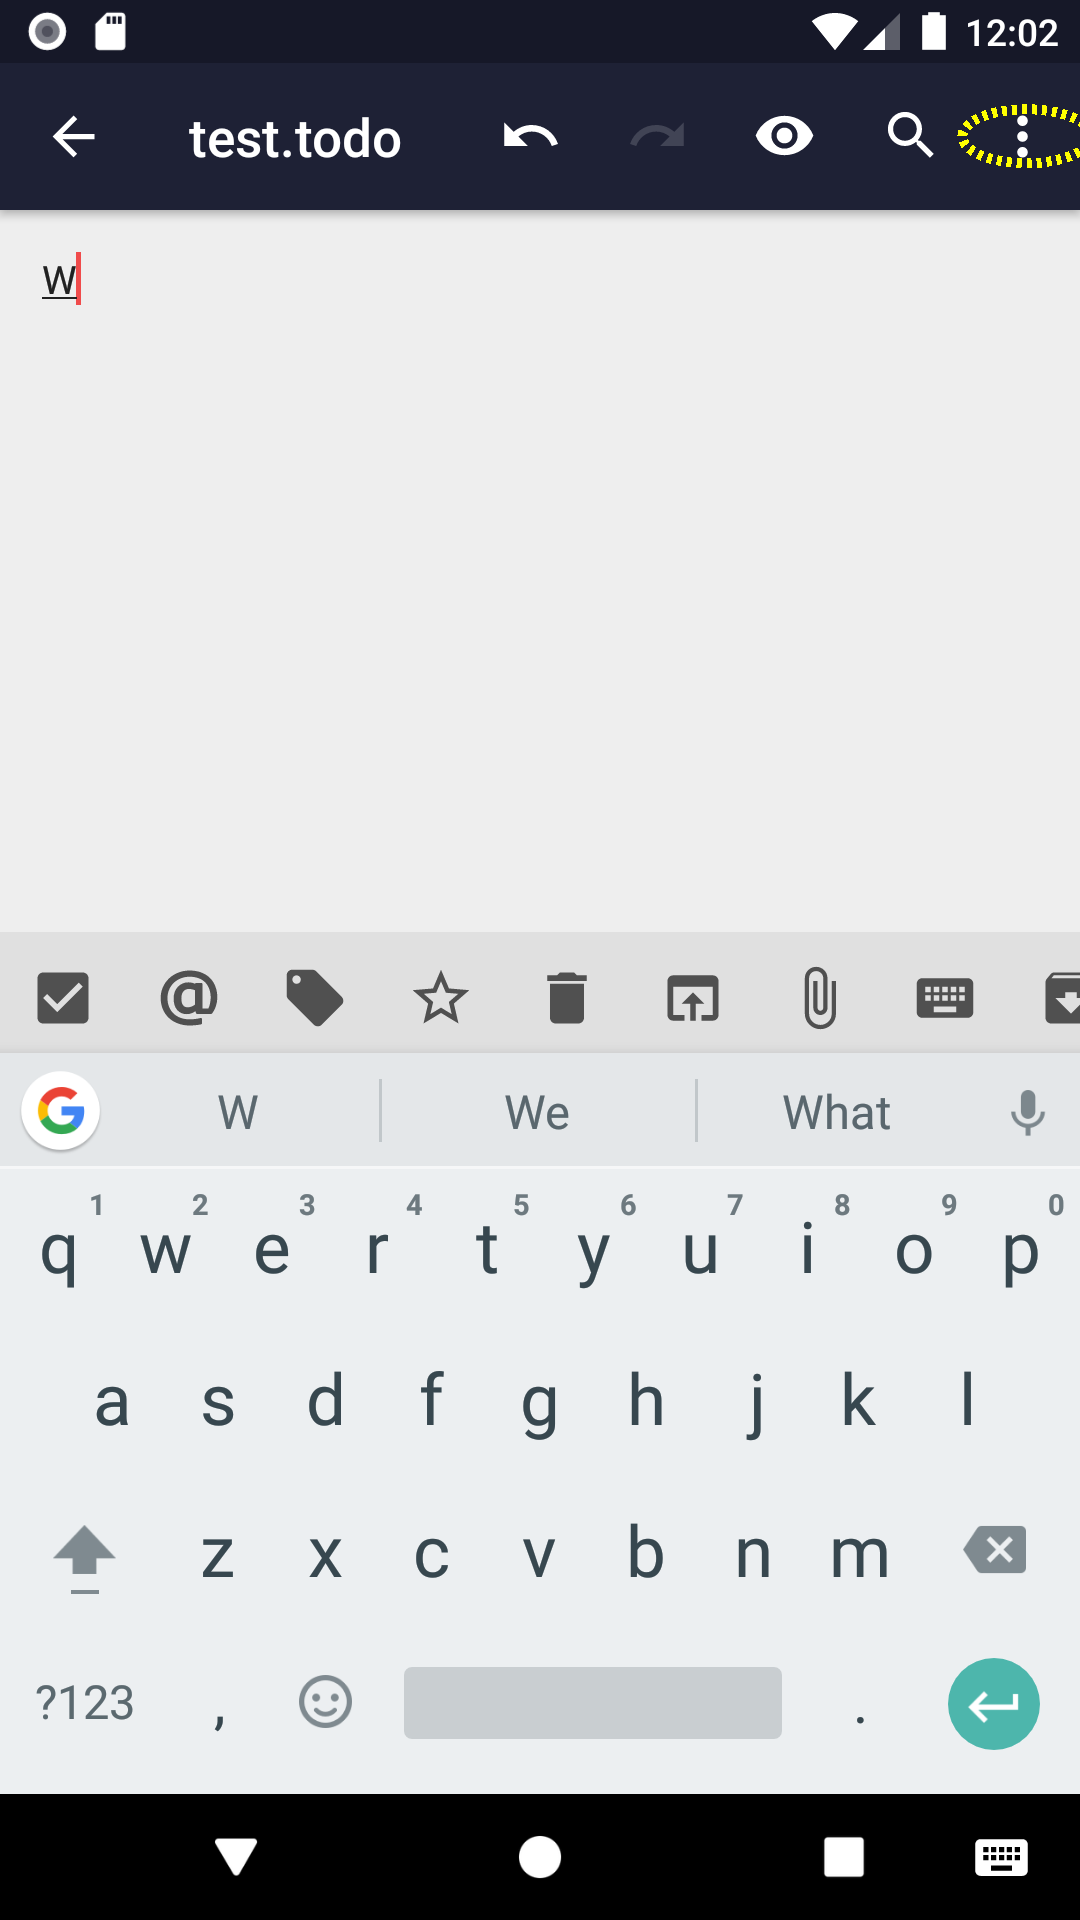 12:02
test.todo
W
W We What
1 2 3 4 5 6 7 8 9 0
q w e r t y u i o p
a s d f g h j k l
z x c v b n m
?123 , .